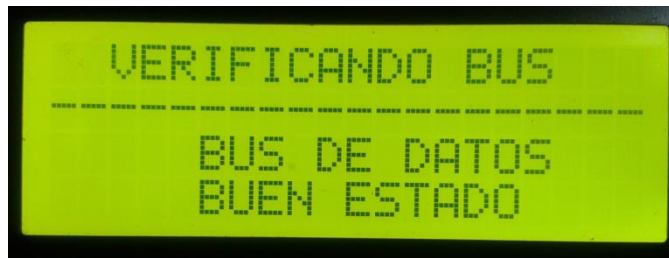 VERIFICANDO BUS
--------------------
BUS DE DATOS
BUEN ESTADO